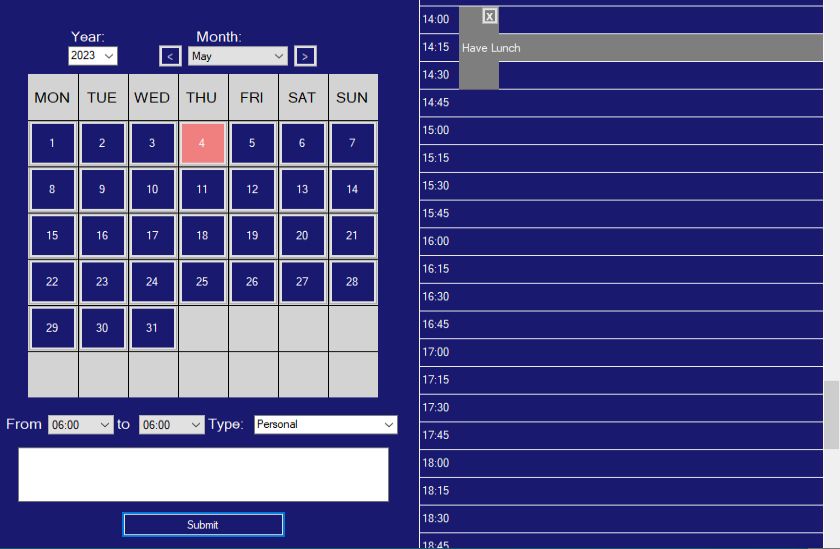 Year: Month:
2023 < May >
MON TUE WED THU FRI SAT SUN
1 2 3 4 5 6 7
8 9 10 11 12 13 14
15 16 17 18 19 20 21
22 23 24 25 26 27 28
29 30 31
From 06:00 to 06:00 Type: Personal
Submit
14:00 X
14:15 Have Lunch
14:30
14:45
15:00
15:15
15:30
15:45
16:00
16:15
16:30
16:45
17:00
17:15
17:30
17:45
18:00
18:15
18:30
18:45